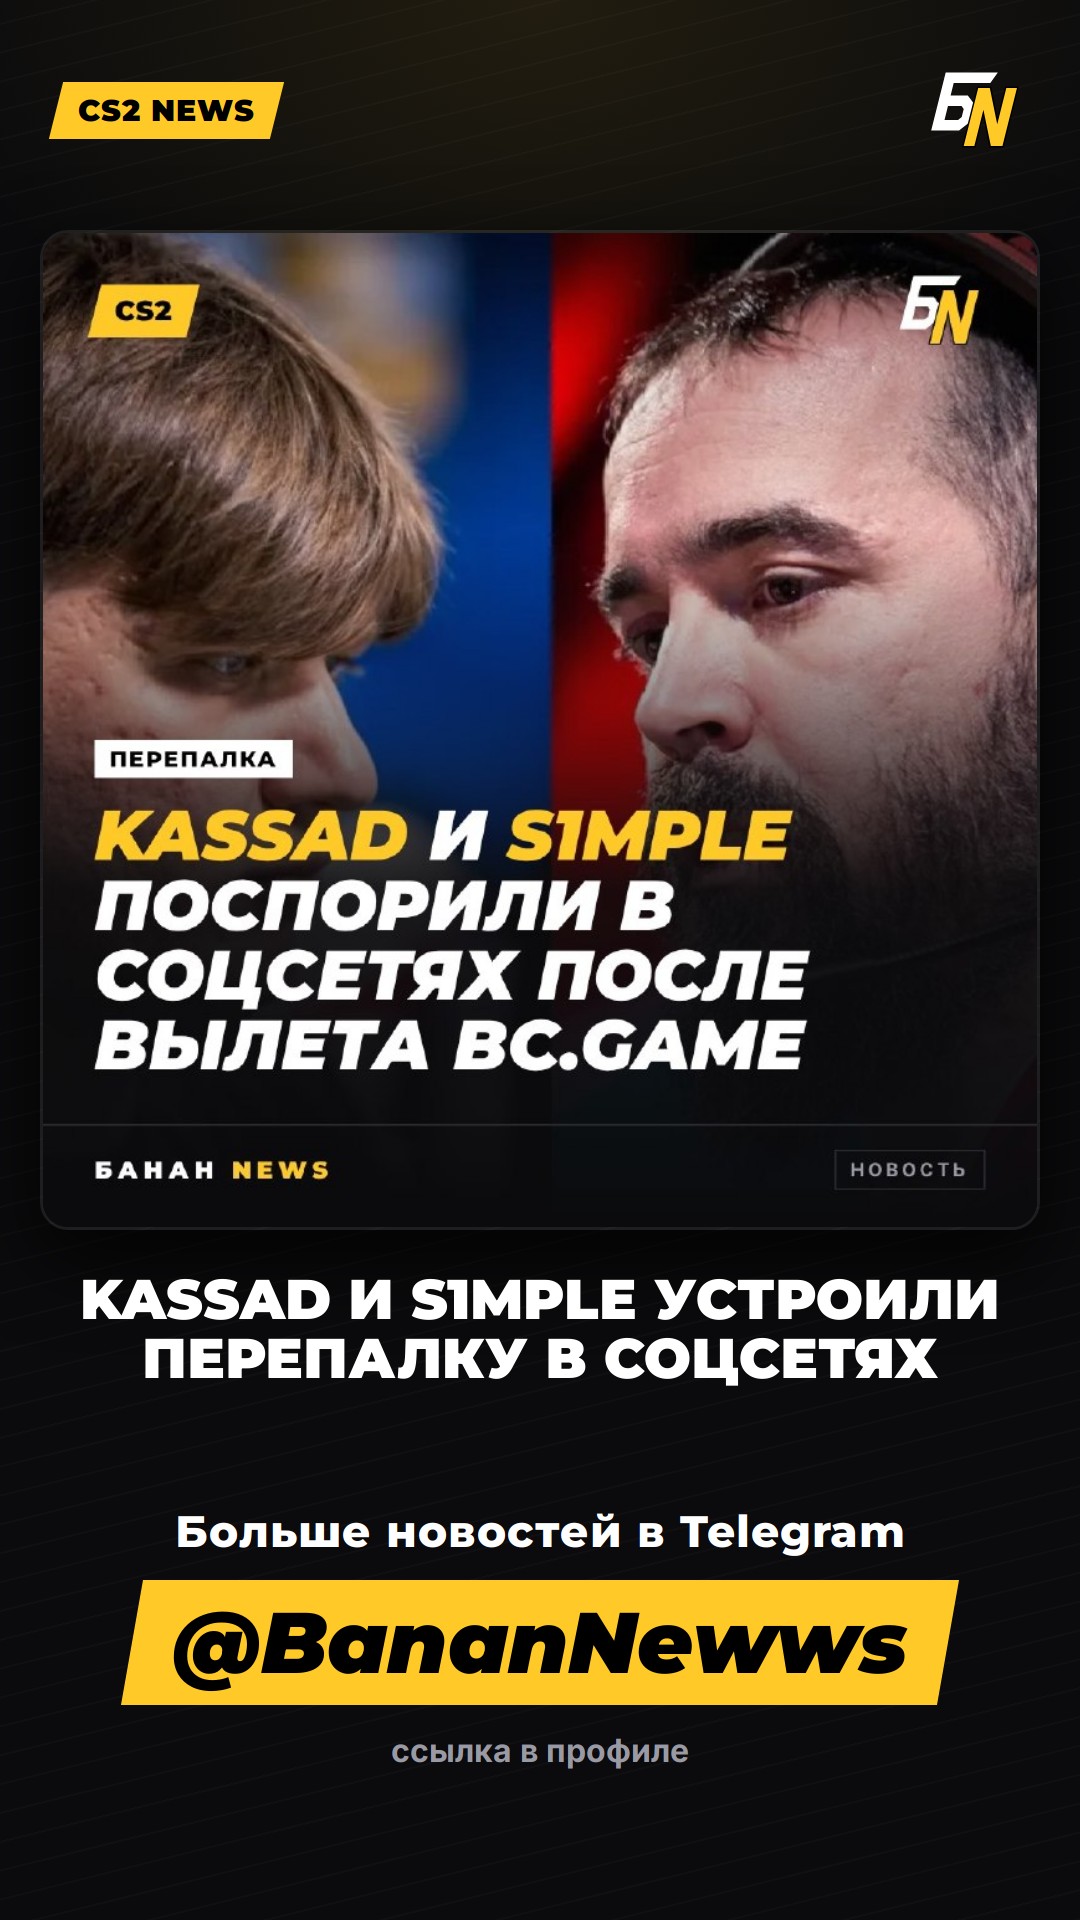 CS2 NEWS
БN
CS2
БN
ПЕРЕПАЛКА
KASSAD И S1MPLE
ПОСПОРИЛИ В
СОЦСЕТЯХ ПОСЛЕ
ВЫЛЕТА BC.GAME
БАНАН NEWS
НОВОСТЬ
KASSAD И S1MPLE УСТРОИЛИ
ПЕРЕПАЛКУ В СОЦСЕТЯХ
Больше новостей в Telegram
@BananNewws
ссылка в профиле